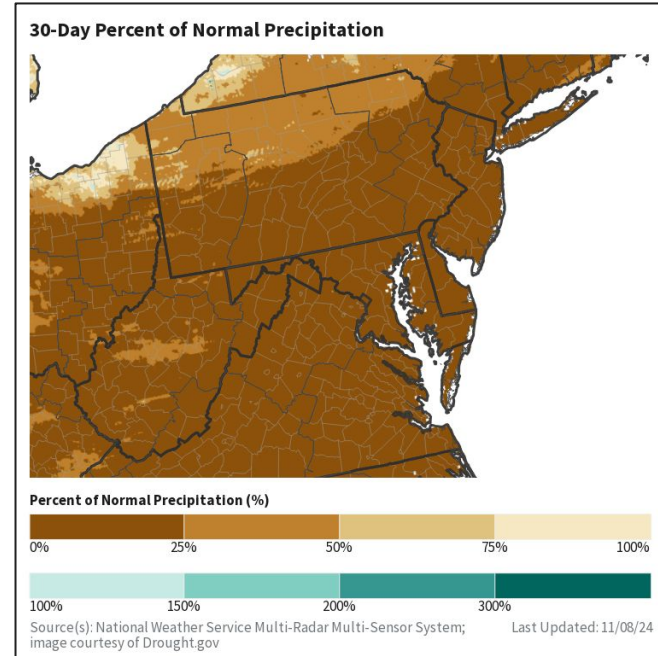 30-Day Percent of Normal Precipitation
Percent of Normal Precipitation (%)
0% 25% 50% 75% 100%
100% 150% 200% 300%
Source(s): National Weather Service Multi-Radar Multi-Sensor System; Last Updated: 11/08/24
image courtesy of Drought.gov